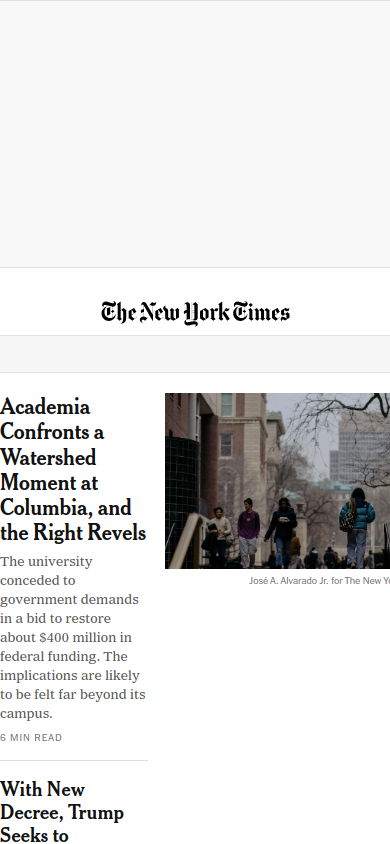 The New York Times
Academia
Confronts a
Watershed
Moment at
Columbia, and
the Right Revels
The university
conceded to
government demands
in a bid to restore
about $400 million in
federal funding. The
implications are likely
to be felt far beyond its
campus.
6 MIN READ
José A. Alvarado Jr. for The New Yo
With New
Decree, Trump
Seeks to